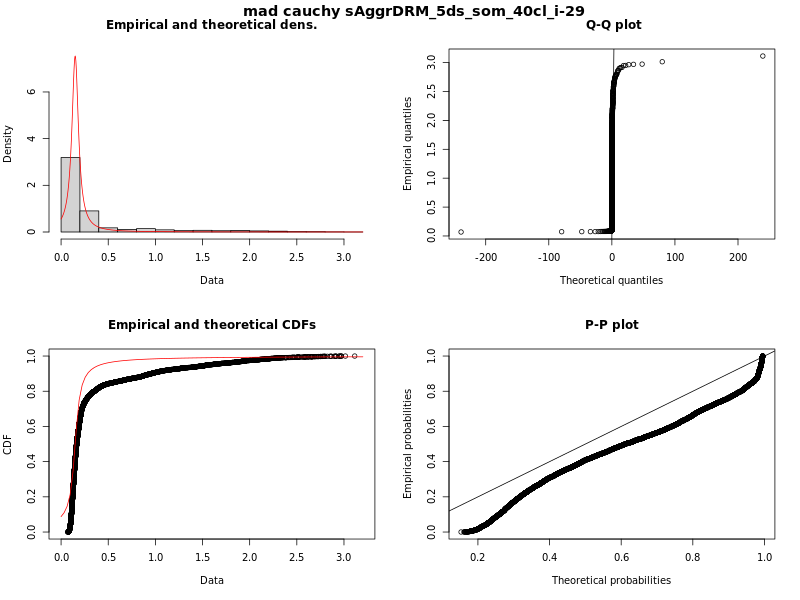 mad cauchy sAggrDRM_5ds_som_40cl_i-29
Empirical and theoretical dens.
Density
0 2 4 6
0.0 0.5 1.0 1.5 2.0 2.5 3.0
Data
Q-Q plot
Empirical quantiles
0.0 0.5 1.0 1.5 2.0 2.5 3.0
-200 -100 0 100 200
Theoretical quantiles
Empirical and theoretical CDFs
CDF
0.0 0.2 0.4 0.6 0.8 1.0
0.0 0.5 1.0 1.5 2.0 2.5 3.0
Data
P-P plot
Empirical probabilities
0.0 0.2 0.4 0.6 0.8 1.0
0.2 0.4 0.6 0.8 1.0
Theoretical probabilities